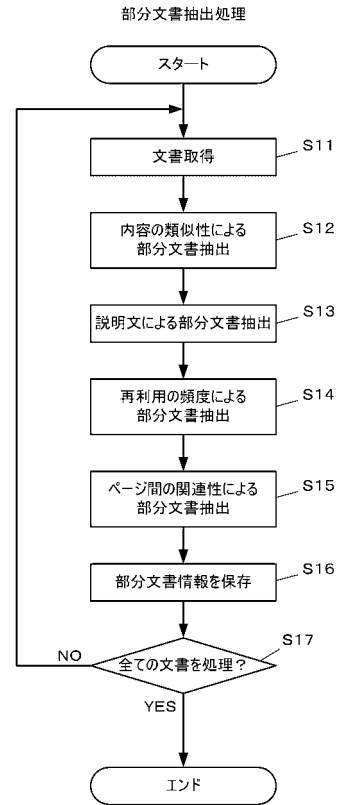 部分文書抽出処理
スタート
文書取得
S11
内容の類似性による
部分文書抽出
S12
説明文による部分文書抽出
S13
再利用の頻度による
部分文書抽出
S14
ページ間の関連性による
部分文書抽出
S15
部分文書情報を保存
S16
全ての文書を処理？
S17
NO
YES
エンド